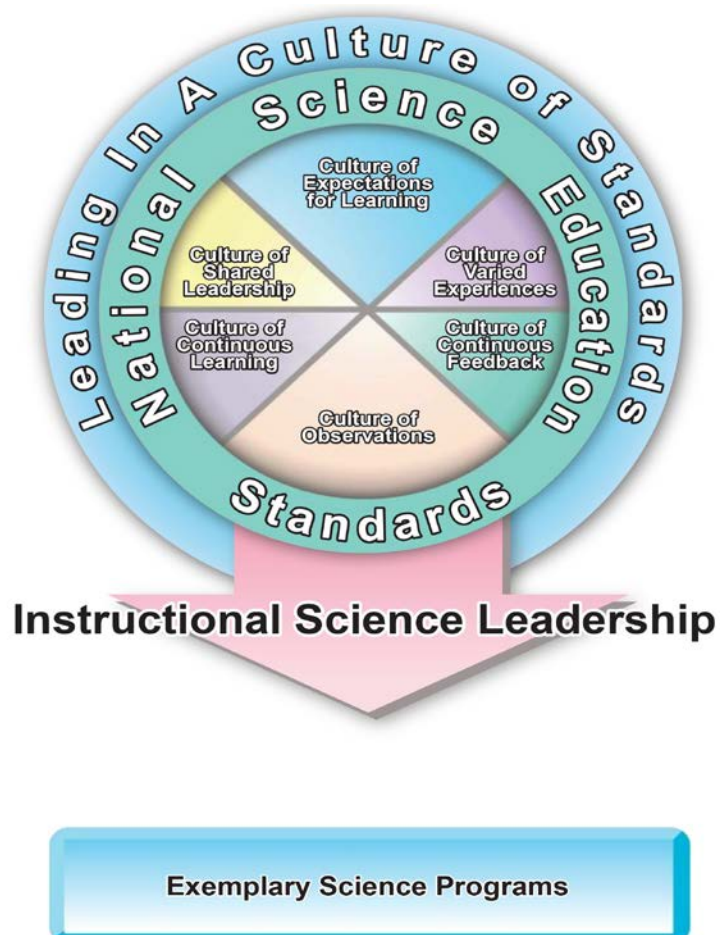 Leading In A Culture of Standards
National Science Education
Standards
Culture of
Expectations
for Learning
Culture of
Shared
Leadership
Culture of
Varied
Experiences
Culture of
Continuous
Learning
Culture of
Continuous
Feedback
Culture of
Observations
Instructional Science Leadership
Exemplary Science Programs